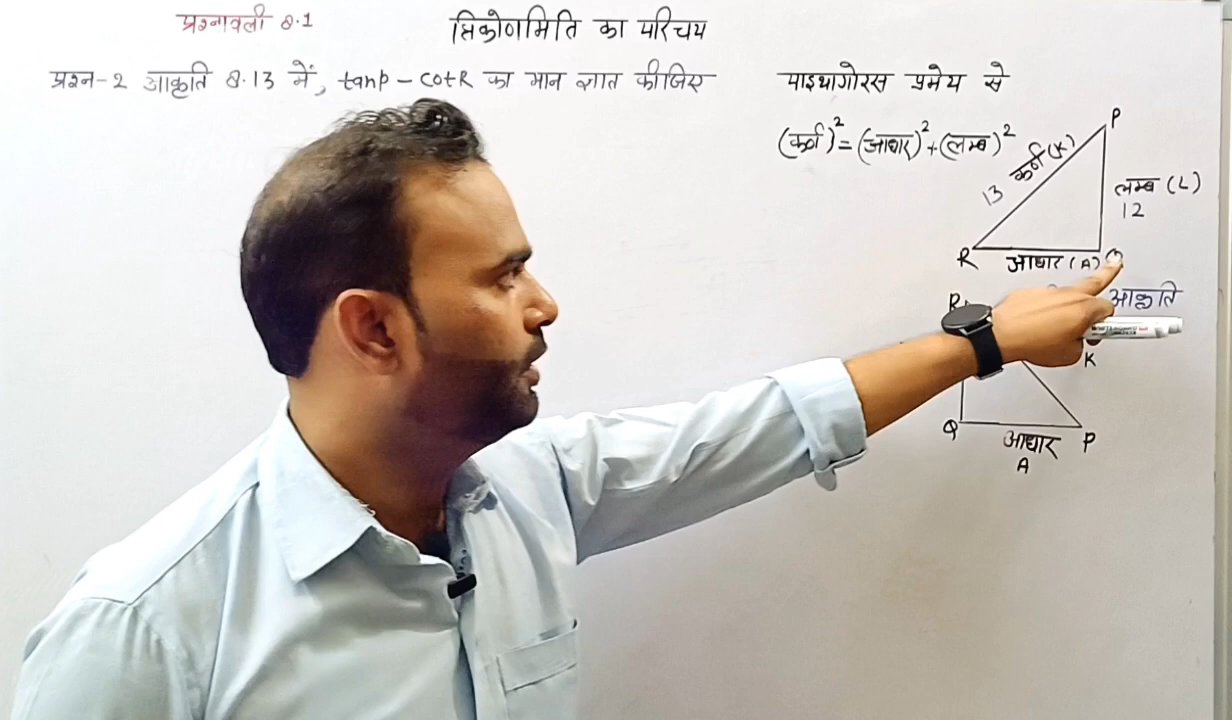 प्रश्नावली 8.1
त्रिकोणमिति का परिचय
प्रश्न-2 आकृति 8.13 में, tanP - cotR का मान ज्ञात कीजिए
पाइथागोरस प्रमेय से
(कर्ण)² = (आधार)² + (लम्ब)²
P
कर्ण (K)
13
लम्ब (L)
12
R
आधार (A)
आकृति
R
K
Q
आधार
P
A